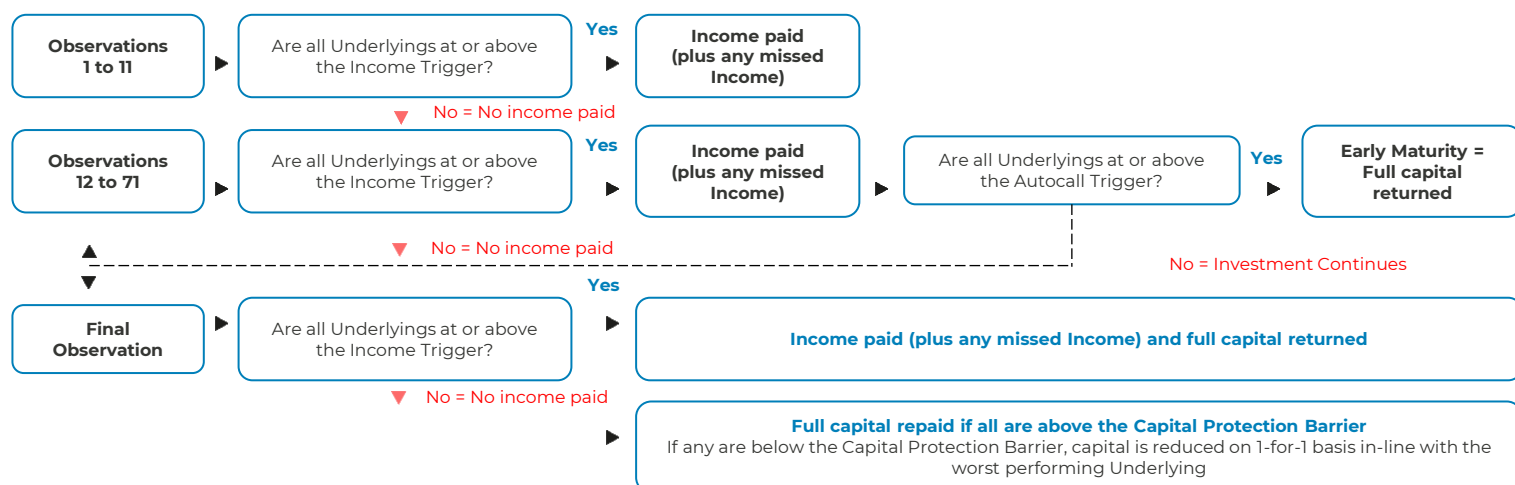 Observations
1 to 11
Are all Underlyings at or above
the Income Trigger?
Yes
Income paid
(plus any missed
Income)
No = No income paid
Observations
12 to 71
Are all Underlyings at or above
the Income Trigger?
Yes
Income paid
(plus any missed
Income)
Are all Underlyings at or above
the Autocall Trigger?
Yes
Early Maturity =
Full capital
returned
No = No income paid
No = Investment Continues
Final
Observation
Are all Underlyings at or above
the Income Trigger?
Yes
Income paid (plus any missed Income) and full capital returned
No = No income paid
Full capital repaid if all are above the Capital Protection Barrier
If any are below the Capital Protection Barrier, capital is reduced on 1-for-1 basis in-line with the
worst performing Underlying